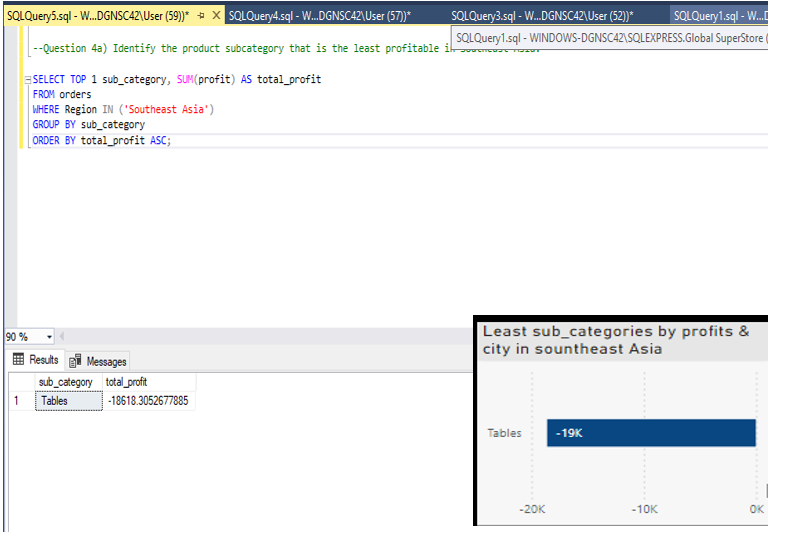 SQLQuery5.sql - W...DGNSC42\User (59))* SQLQuery4.sql - W...DGNSC42\User (57))* SQLQuery3.sql - W...DGNSC42\User (52))* SQLQuery1.sql - W...D
SQLQuery1.sql - WINDOWS-DGNSC42\SQLEXPRESS.Global SuperStore (
--Question 4a) Identify the product subcategory that is the least profitable in Southeast Asia.
SELECT TOP 1 sub_category, SUM(profit) AS total_profit
FROM orders
WHERE Region IN ('Southeast Asia')
GROUP BY sub_category
ORDER BY total_profit ASC;
90 %
Results Messages
sub_category total_profit
1 Tables -18618.3052677885
Least sub_categories by profits &
city in sountheast Asia
Tables -19K
-20K -10K 0K